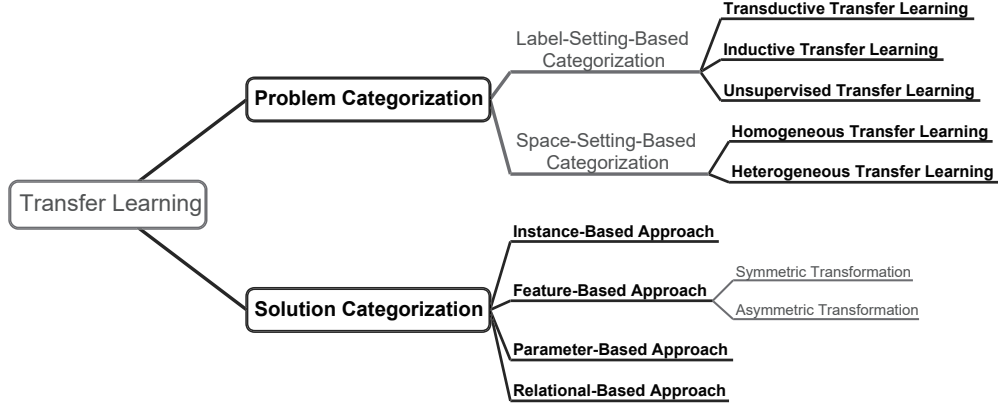 Transfer Learning
Problem Categorization
Label-Setting-Based
Categorization
Transductive Transfer Learning
Inductive Transfer Learning
Unsupervised Transfer Learning
Space-Setting-Based
Categorization
Homogeneous Transfer Learning
Heterogeneous Transfer Learning
Solution Categorization
Instance-Based Approach
Feature-Based Approach
Symmetric Transformation
Asymmetric Transformation
Parameter-Based Approach
Relational-Based Approach